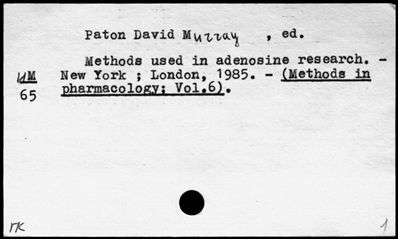 Paton David Murray , ed.
Methods used in adenosine research. -
New York ; London, 1985. - (Methods in
pharmacology; Vol.6).
UM
65
ГК
1